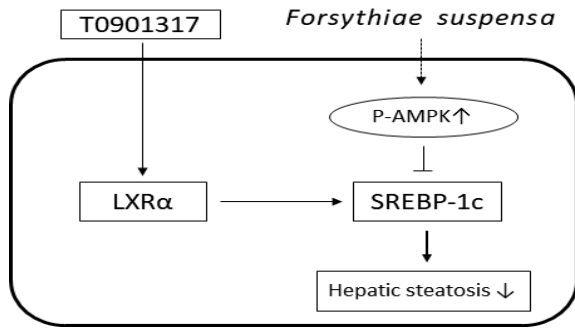 T0901317
Forsythiae suspensa
P-AMPK↑
LXRα
SREBP-1c
Hepatic steatosis ↓